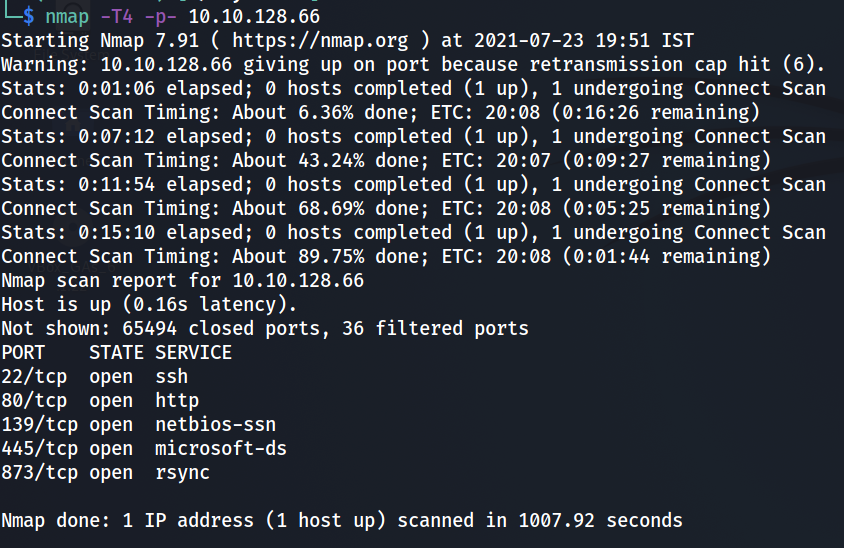 └─$ nmap -T4 -p- 10.10.128.66
Starting Nmap 7.91 ( https://nmap.org ) at 2021-07-23 19:51 IST
Warning: 10.10.128.66 giving up on port because retransmission cap hit (6).
Stats: 0:01:06 elapsed; 0 hosts completed (1 up), 1 undergoing Connect Scan
Connect Scan Timing: About 6.36% done; ETC: 20:08 (0:16:26 remaining)
Stats: 0:07:12 elapsed; 0 hosts completed (1 up), 1 undergoing Connect Scan
Connect Scan Timing: About 43.24% done; ETC: 20:07 (0:09:27 remaining)
Stats: 0:11:54 elapsed; 0 hosts completed (1 up), 1 undergoing Connect Scan
Connect Scan Timing: About 68.69% done; ETC: 20:08 (0:05:25 remaining)
Stats: 0:15:10 elapsed; 0 hosts completed (1 up), 1 undergoing Connect Scan
Connect Scan Timing: About 89.75% done; ETC: 20:08 (0:01:44 remaining)
Nmap scan report for 10.10.128.66
Host is up (0.16s latency).
Not shown: 65494 closed ports, 36 filtered ports
PORT    STATE SERVICE
22/tcp  open  ssh
80/tcp  open  http
139/tcp open  netbios-ssn
445/tcp open  microsoft-ds
873/tcp open  rsync
Nmap done: 1 IP address (1 host up) scanned in 1007.92 seconds